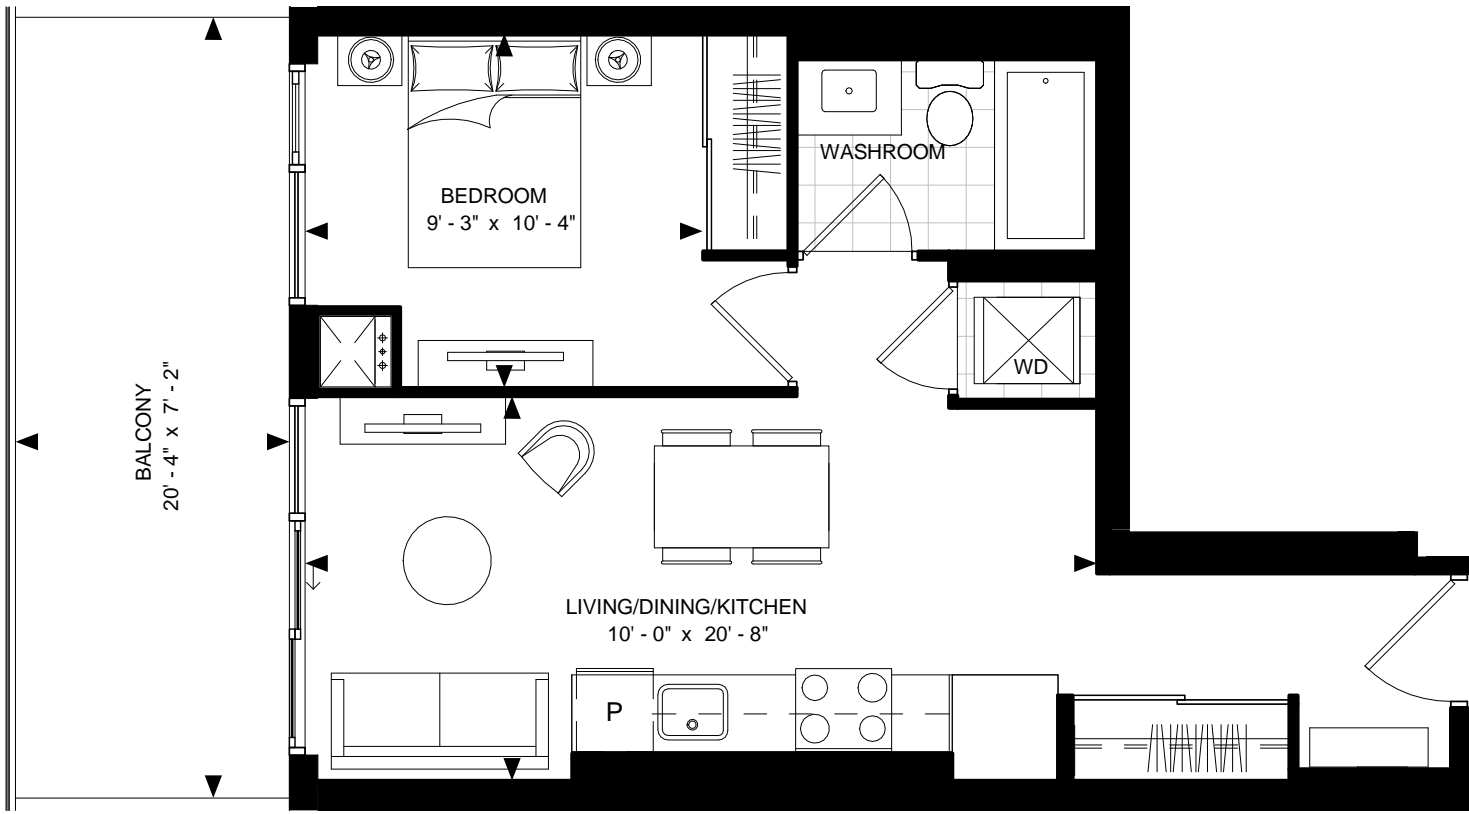 BEDROOM
9' - 3" x 10' - 4"
WASHROOM
WD
BALCONY
20' - 4" x 7' - 2"
LIVING/DINING/KITCHEN
10' - 0" x 20' - 8"
P